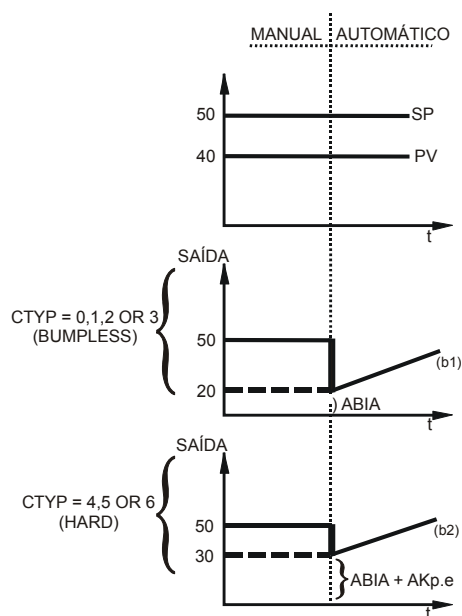 MANUAL AUTOMÁTICO
50 SP
40 PV
t
SAÍDA
CTYP = 0,1,2 OR 3
(BUMPLESS)
50
(b1)
20
) ABIA
t
SAÍDA
CTYP = 4,5 OR 6
(HARD)
50
(b2)
30
ABIA + AKp.e
t